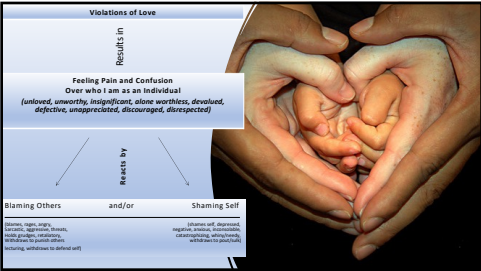 Violations of Love
Results in
Feeling Pain and Confusion
Over who I am as an Individual
(unloved, unworthy, insignificant, alone worthless, devalued,
defective, unappreciated, discouraged, disrespected)
Reacts by
Blaming Others and/or Shaming Self
(blames, rages, angry,
Sarcastic, aggressive, threats,
Holds grudges, retaliatory,
Withdraws to punish others
lecturing, withdraws to defend self)
(shames self, depressed,
negative, anxious, inconsolable,
catastrophizing, whiny/needy,
withdraws to pout/sulk)